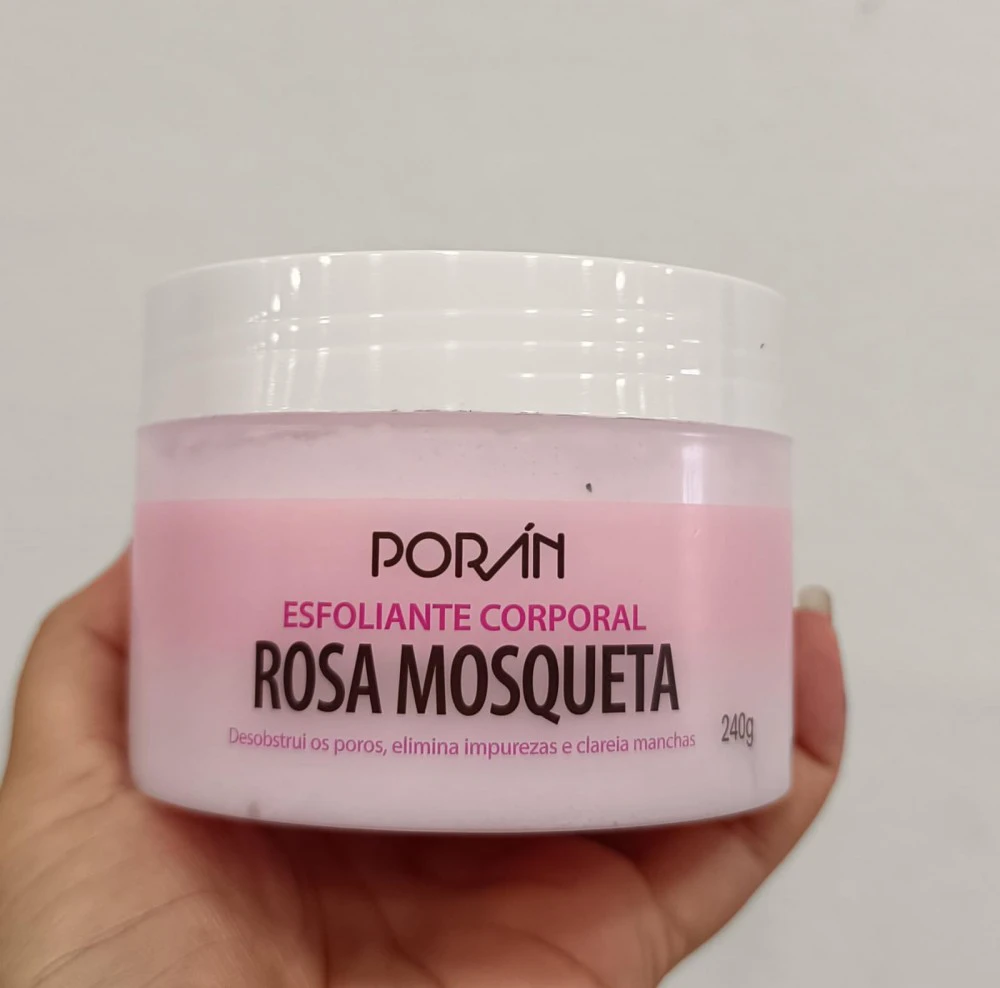 PORÁN
ESFOLIANTE CORPORAL
ROSA MOSQUETA
Desobstrui os poros, elimina impurezas e clareia manchas
240g